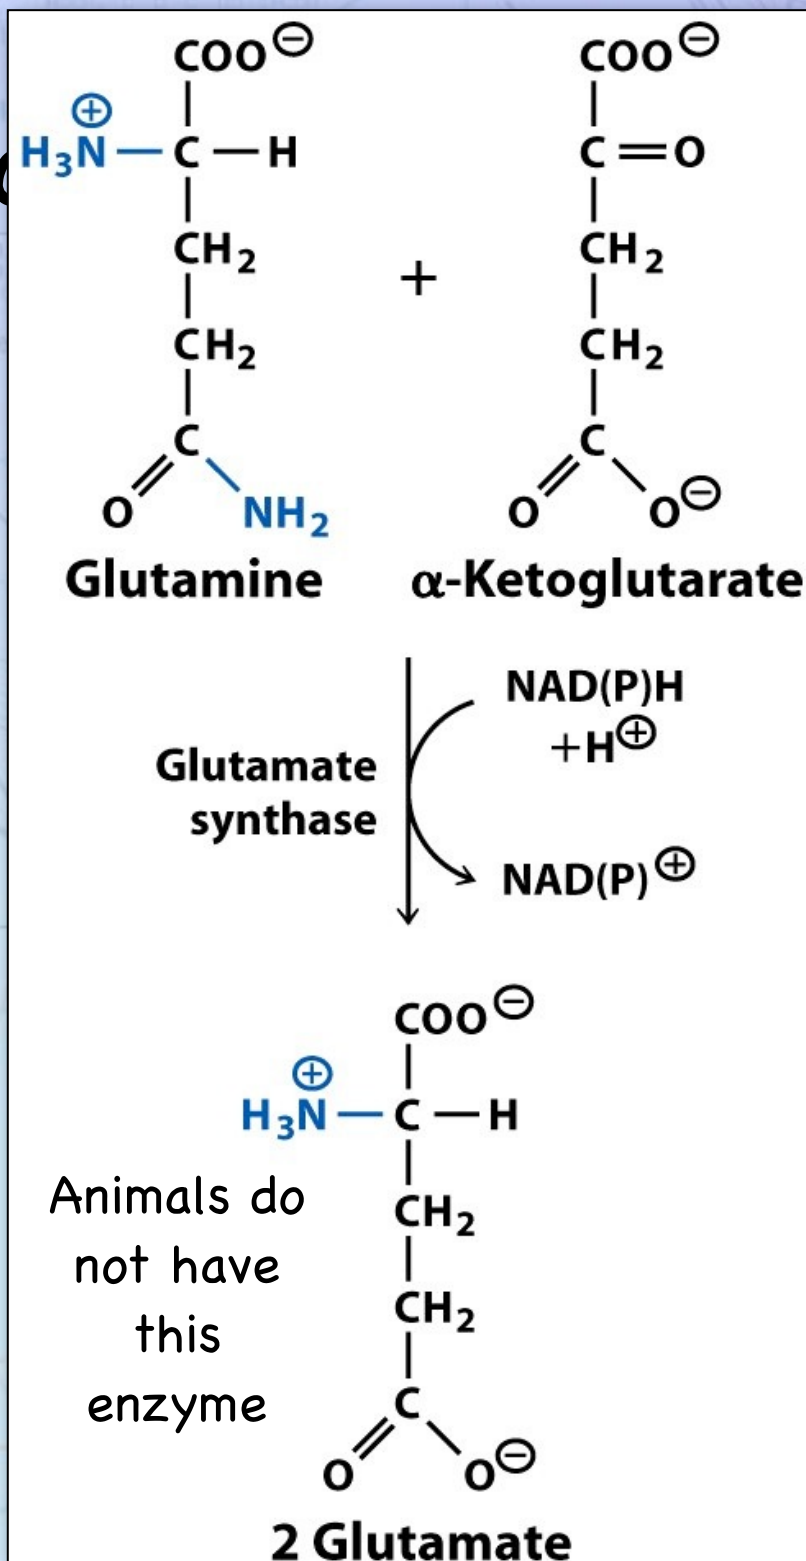 COO⊖ COO⊖
⊕
H₃N—C—H C=O
CH₂ CH₂
+
CH₂ CH₂
C C
O NH₂ O O⊖
Glutamine α-Ketoglutarate
NAD(P)H
+H⊕
Glutamate
synthase
NAD(P)⊕
COO⊖
⊕
H₃N—C—H
Animals do
not have
this
enzyme
CH₂
CH₂
C
O O⊖
2 Glutamate